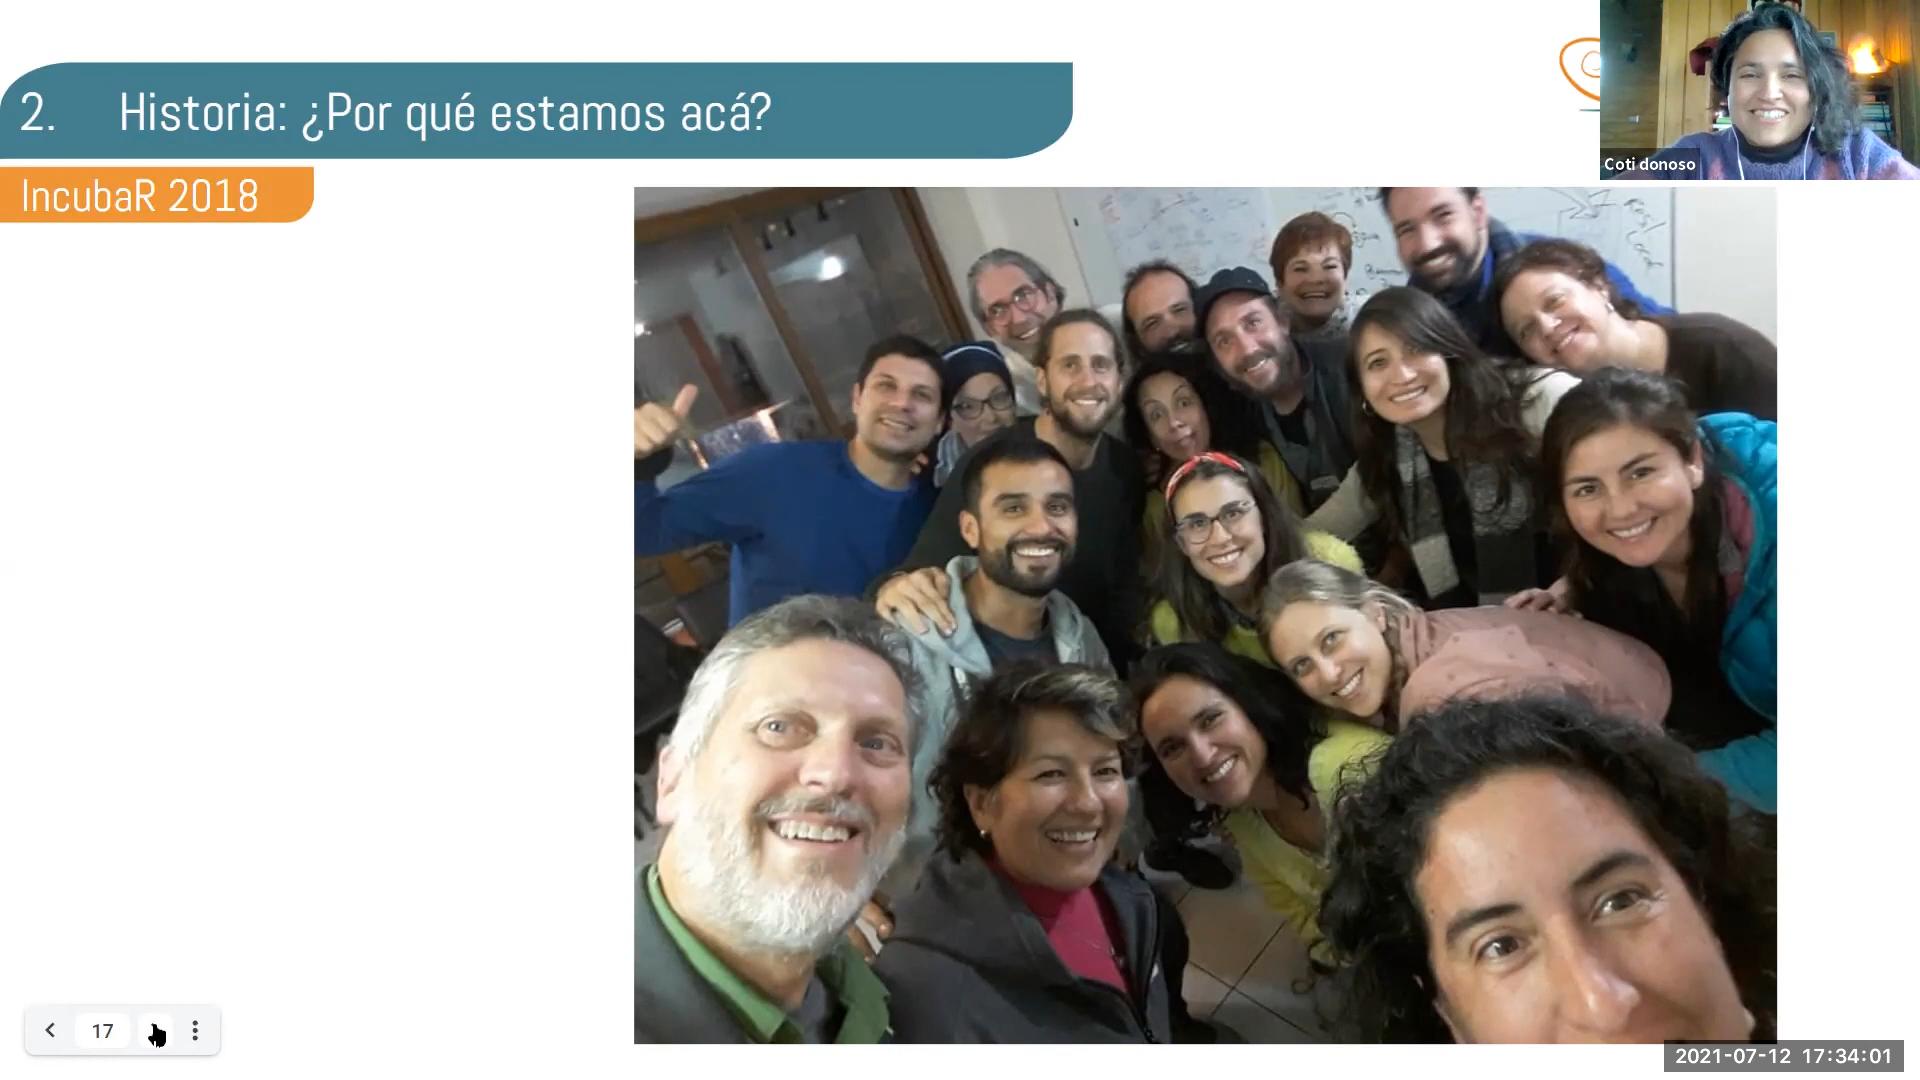 2. Historia: ¿Por qué estamos acá?
IncubaR 2018
Coti donoso
17
2021-07-12 17:34:01